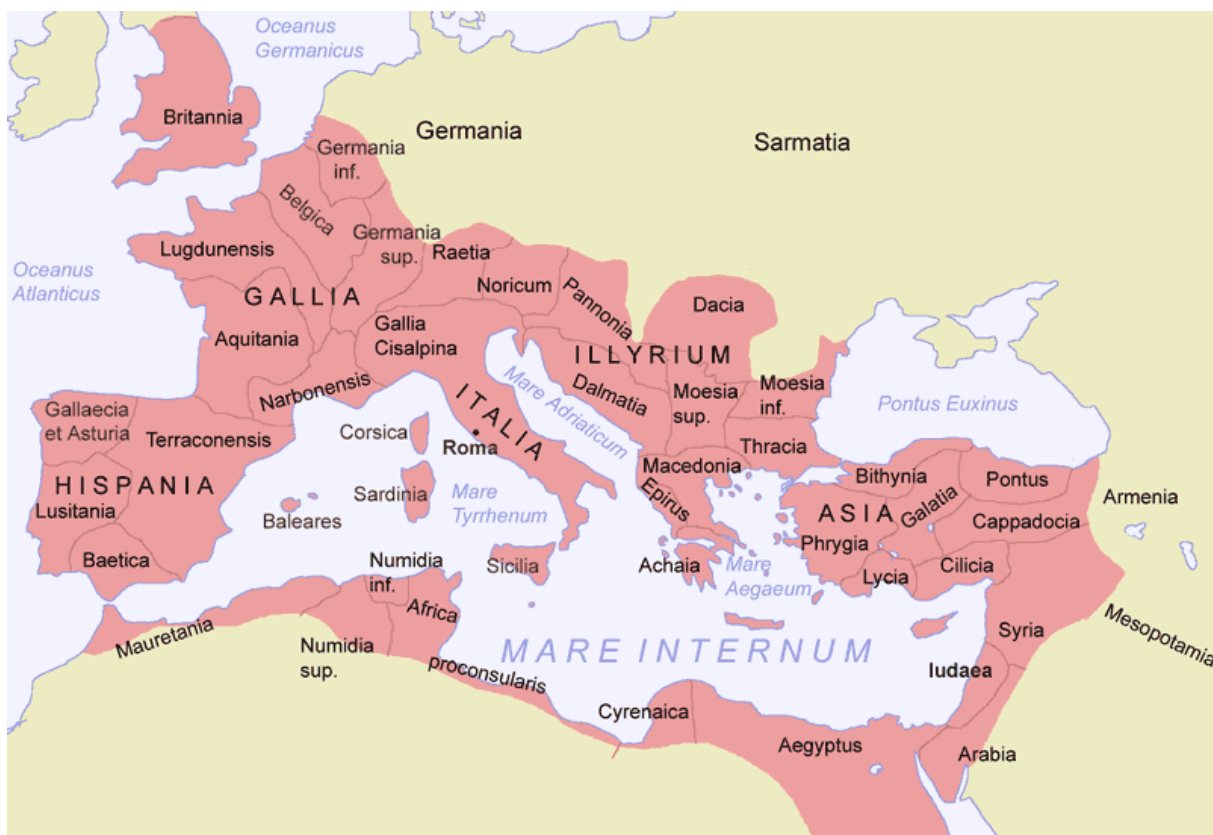 Oceanus
Germanicus
Britannia
Germania
Sarmatia
Germania
inf.
Belgica
Lugdunensis
Germania
sup.
Raetia
Oceanus
Atlanticus
Noricum
Pannonia
GALLIA
Dacia
Aquitania
Gallia
Cisalpina
ILLYRIUM
Narbonensis
Mare Adriaticum
Dalmatia
Moesia
sup.
Moesia
inf.
Pontus Euxinus
Gallaecia
et Asturia
Terraconensis
Corsica
ITALIA
Roma
Thracia
Macedonia
Bithynia
Pontus
Armenia
HISPANIA
Lusitania
Sardinia
Mare
Tyrrhenum
Epirus
ASIA
Galatia
Cappadocia
Baleares
Phrygia
Baetica
Numidia
inf.
Sicilia
Achaia
Mare
Aegaeum
Lycia
Cilicia
Africa
proconsularis
Mauretania
Numidia
sup.
MARE INTERNUM
Syria
Mesopotamia
Iudaea
Cyrenaica
Aegyptus
Arabia